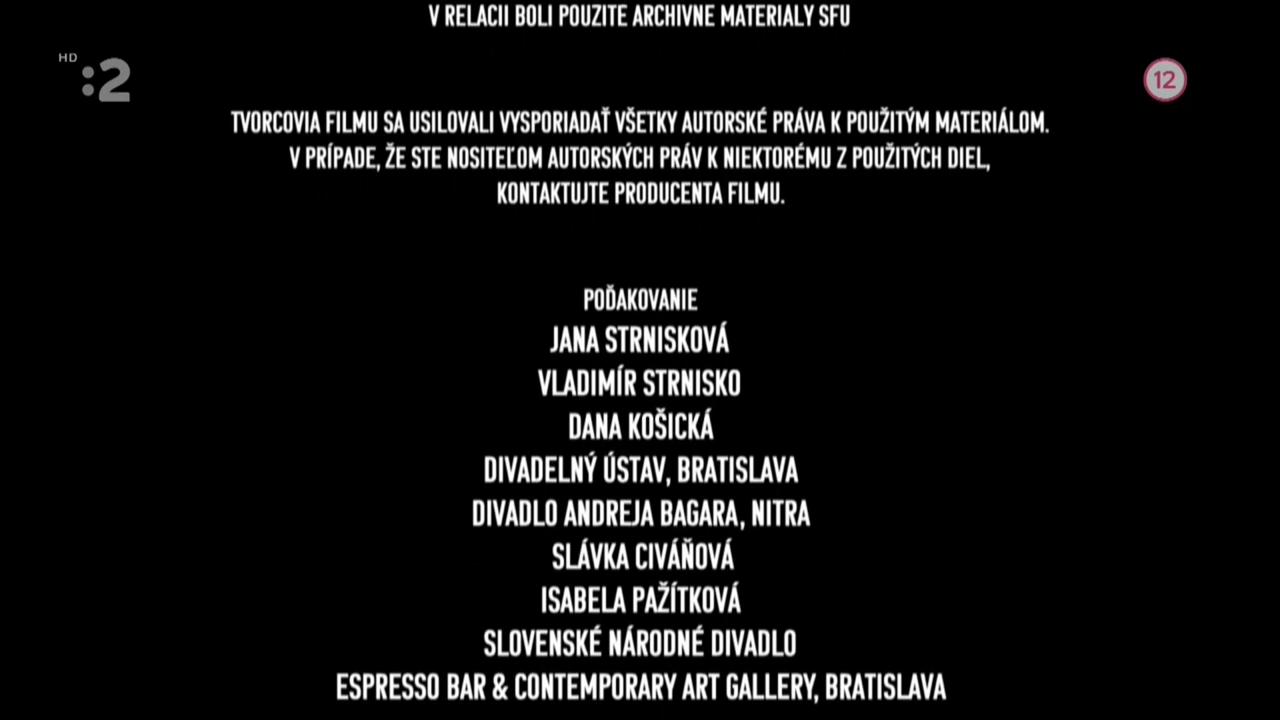 V RELACII BOLI POUZITE ARCHIVNE MATERIALY SFU
HD
:2
12
TVORCOVIA FILMU SA USILOVALI VYSPORIADAŤ VŠETKY AUTORSKÉ PRÁVA K POUŽITÝM MATERIÁLOM.
V PRÍPADE, ŽE STE NOSITEĽOM AUTORSKÝCH PRÁV K NIEKTORÉMU Z POUŽITÝCH DIEL,
KONTAKTUJTE PRODUCENTA FILMU.
POĎAKOVANIE
JANA STRNISKOVÁ
VLADIMÍR STRNISKO
DANA KOŠICKÁ
DIVADELNÝ ÚSTAV, BRATISLAVA
DIVADLO ANDREJA BAGARA, NITRA
SLÁVKA CIVÁŇOVÁ
ISABELA PAŽÍTKOVÁ
SLOVENSKÉ NÁRODNÉ DIVADLO
ESPRESSO BAR & CONTEMPORARY ART GALLERY, BRATISLAVA